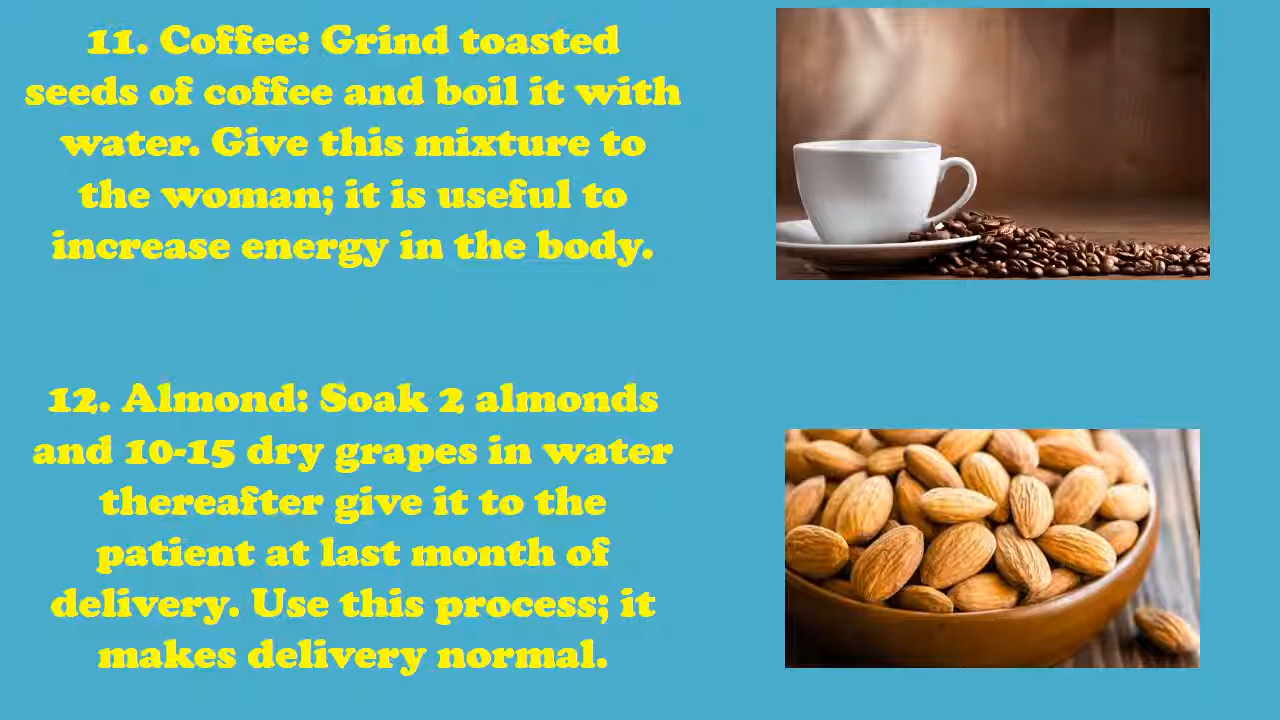 11. Coffee: Grind toasted
seeds of coffee and boil it with
water. Give this mixture to
the woman; it is useful to
increase energy in the body.
12. Almond: Soak 2 almonds
and 10-15 dry grapes in water
thereafter give it to the
patient at last month of
delivery. Use this process; it
makes delivery normal.